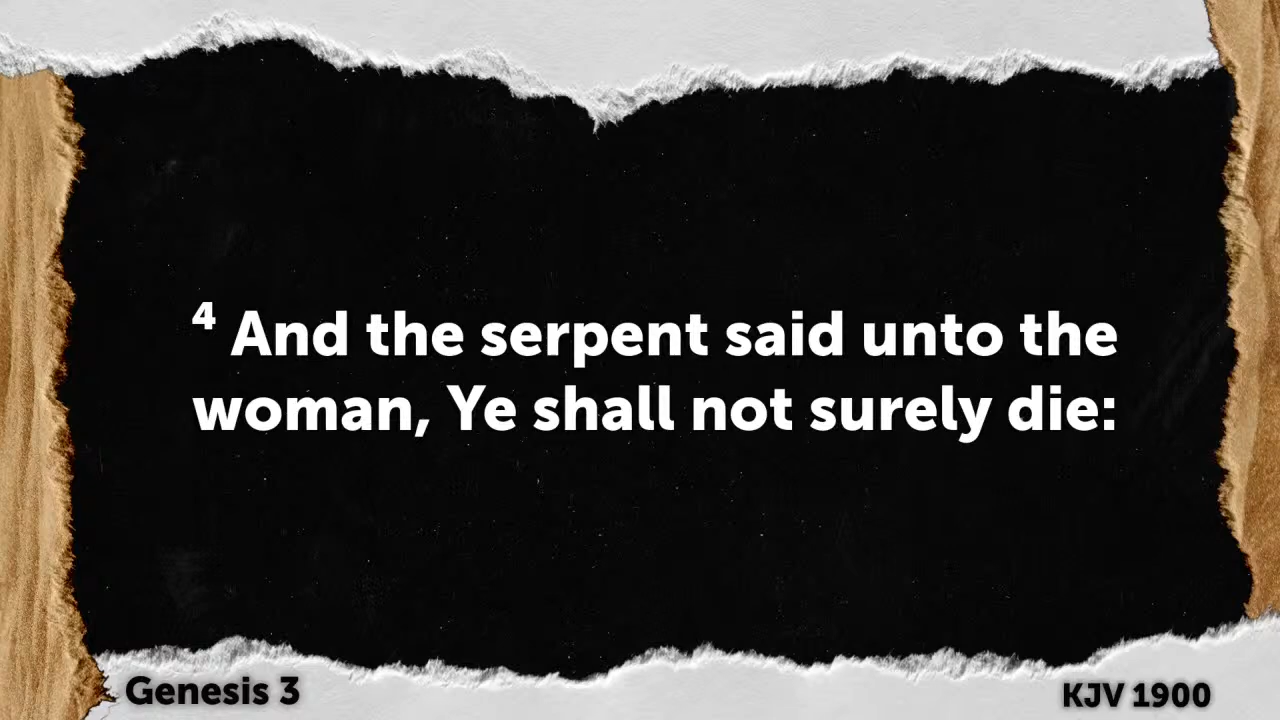 ⁴ And the serpent said unto the
woman, Ye shall not surely die:
Genesis 3
KJV 1900